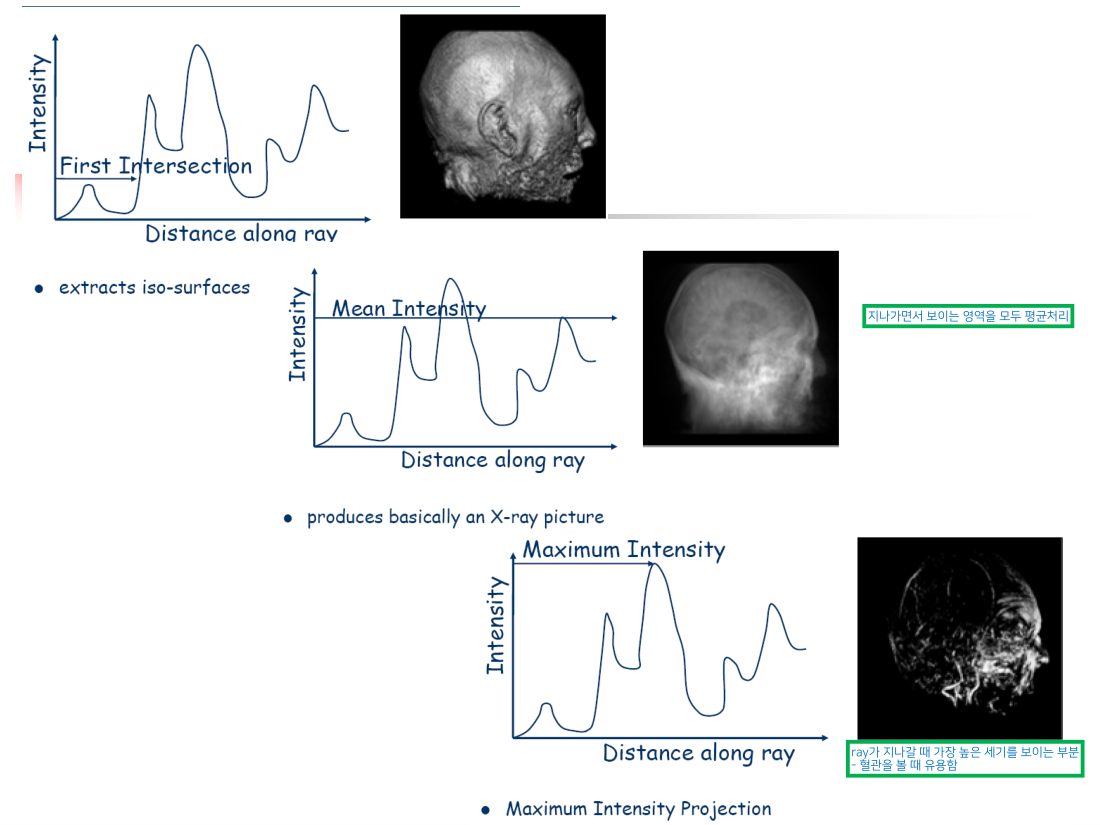 Intensity
First Intersection
Distance along ray
● extracts iso-surfaces
Intensity
Mean Intensity
Distance along ray
지나가면서 보이는 영역을 모두 평균처리
● produces basically an X-ray picture
Maximum Intensity
Intensity
Distance along ray
ray가 지나갈 때 가장 높은 세기를 보이는 부분
- 혈관을 볼 때 유용함
● Maximum Intensity Projection